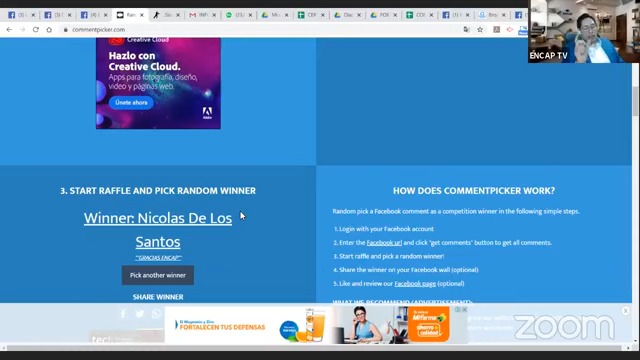 commentpicker.com
ENCAP TV
Creative Cloud
Hazlo con
Creative Cloud.
Apps para fotografía, diseño,
video y páginas web.
Únete ahora
Adobe
3. START RAFFLE AND PICK RANDOM WINNER
Winner: Nicolas De Los
Santos
"GRACIAS ENCAP"
Pick another winner
SHARE WINNER
HOW DOES COMMENTPICKER WORK?
Random pick a Facebook comment as a competition winner in the following simple steps.
1. Login with your Facebook account
2. Enter the Facebook url and click "get comments" button to get all comments.
3. Start raffle and pick a random winner!
4. Share the winner on your Facebook wall (optional)
5. Like and review our Facebook page (optional)
WHAT WE RECOMMEND (ADVERTISEMENT)
FORTALECEN TUS DEFENSAS
Mifarma
ahorro
calidad
zoom